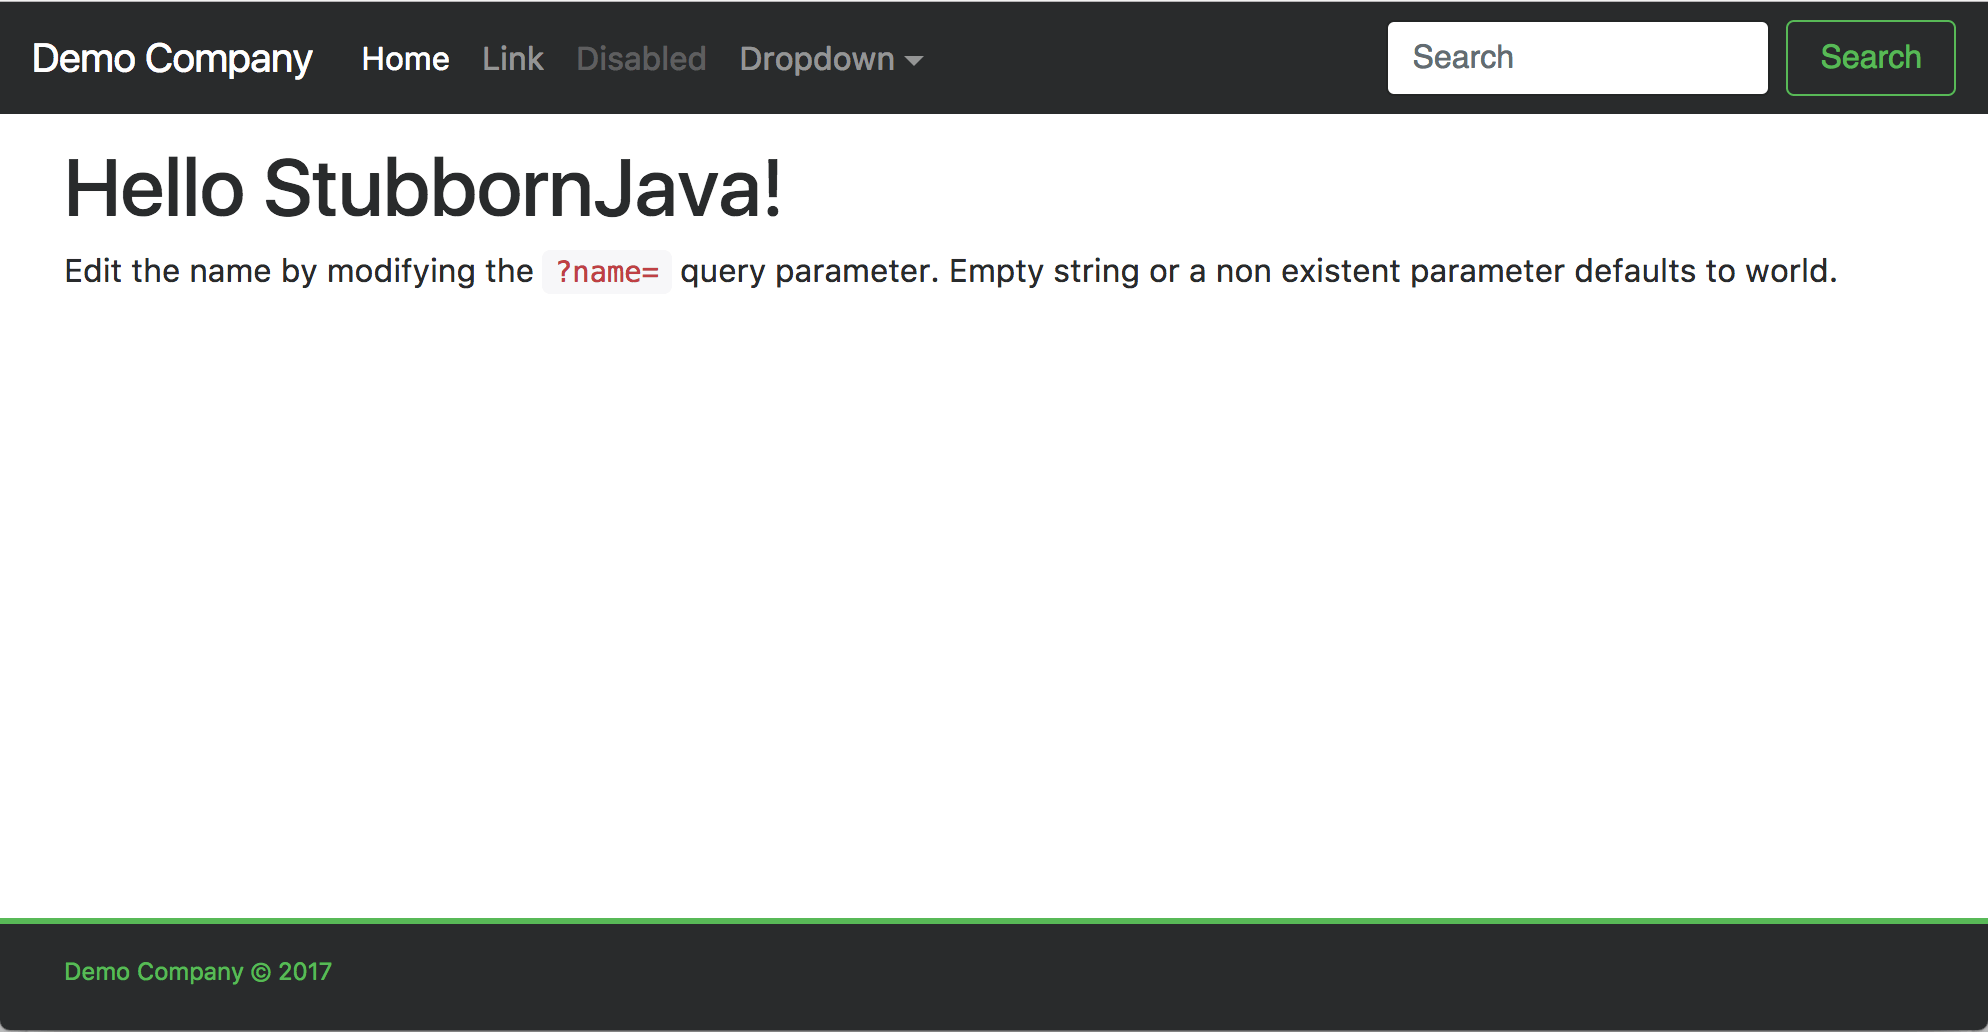 Demo Company Home Link Disabled Dropdown Search Search
Hello StubbornJava!
Edit the name by modifying the ?name= query parameter. Empty string or a non existent parameter defaults to world.
Demo Company © 2017